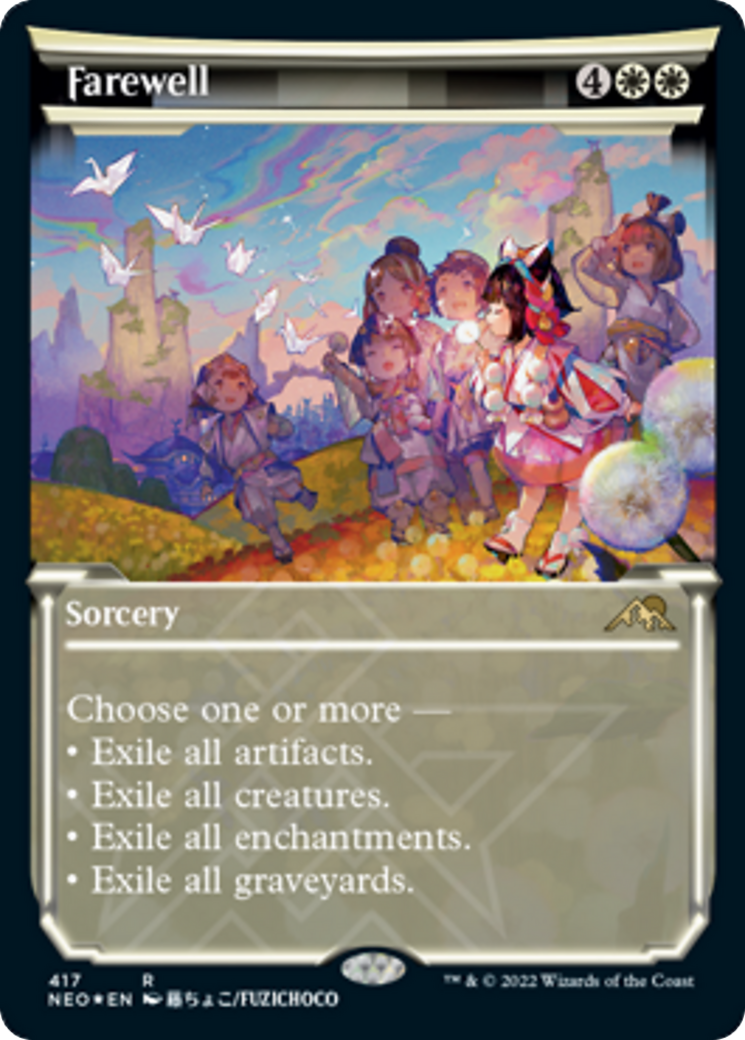 Farewell 4
Sorcery
Choose one or more —
• Exile all artifacts.
• Exile all creatures.
• Exile all enchantments.
• Exile all graveyards.
417 R
NEO★EN 藤ちょこ/FUZICHOCO
™ & © 2022 Wizards of the Coast